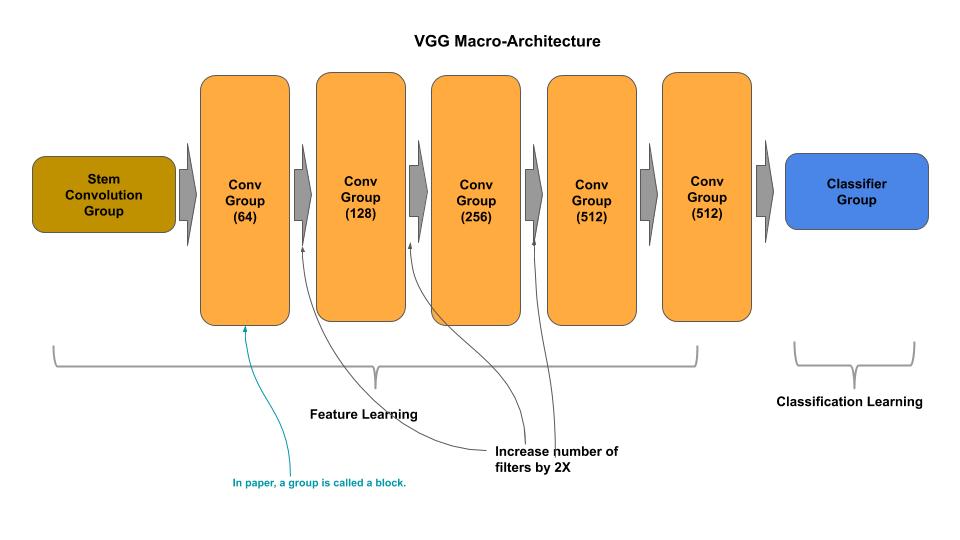 VGG Macro-Architecture
Stem
Convolution
Group
Conv
Group
(64)
Conv
Group
(128)
Conv
Group
(256)
Conv
Group
(512)
Conv
Group
(512)
Classifier
Group
Feature Learning
Classification Learning
Increase number of
filters by 2X
In paper, a group is called a block.